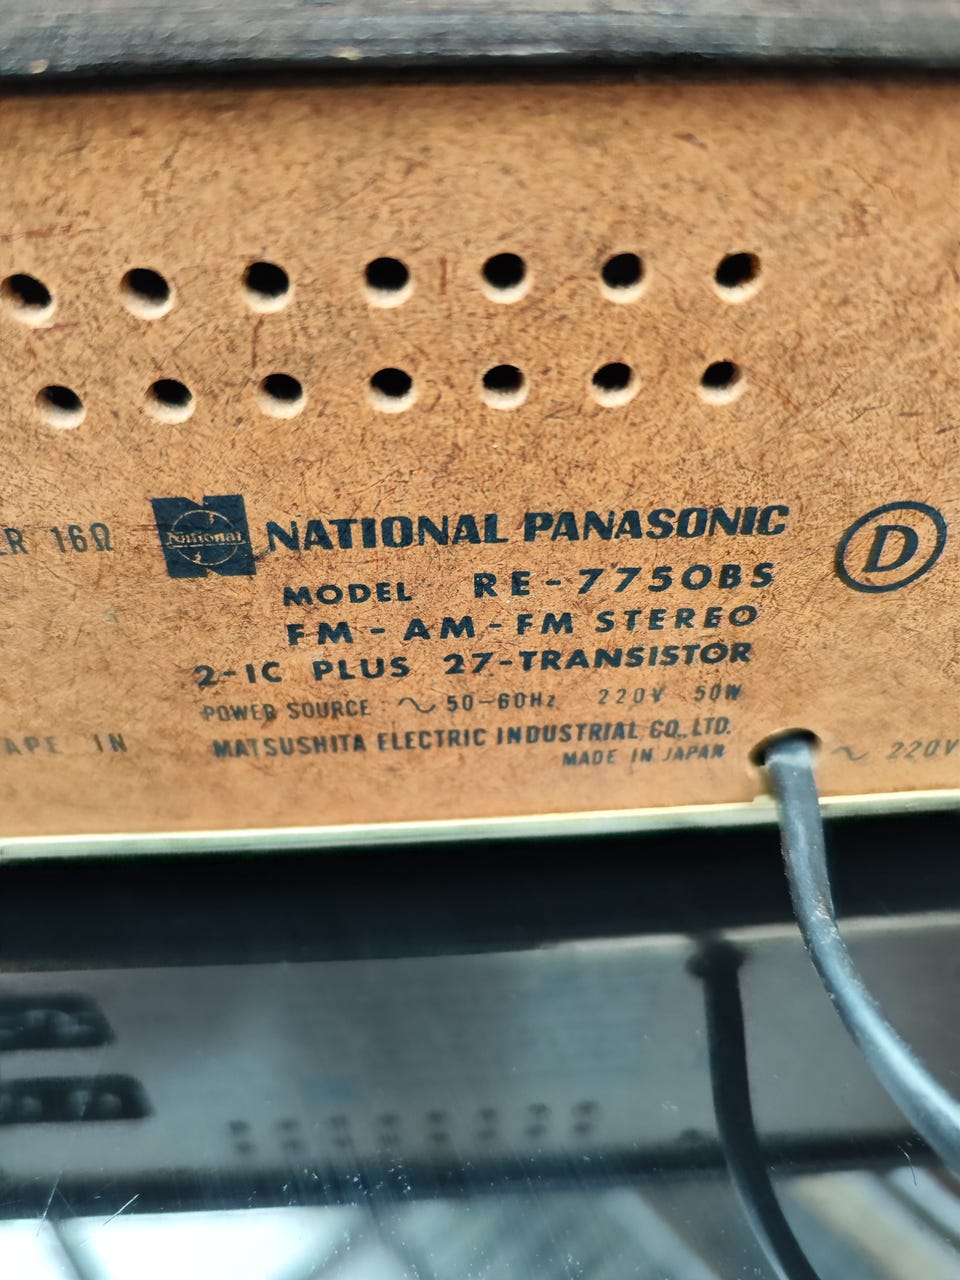 16Ω
National
NATIONAL PANASONIC
D
MODEL RE-7750BS
FM-AM-FM STEREO
2-IC PLUS 27-TRANSISTOR
POWER SOURCE : ∿ 50-60Hz 220V 50W
MATSUSHITA ELECTRIC INDUSTRIAL CO., LTD.
MADE IN JAPAN
APE IN
∿ 220V